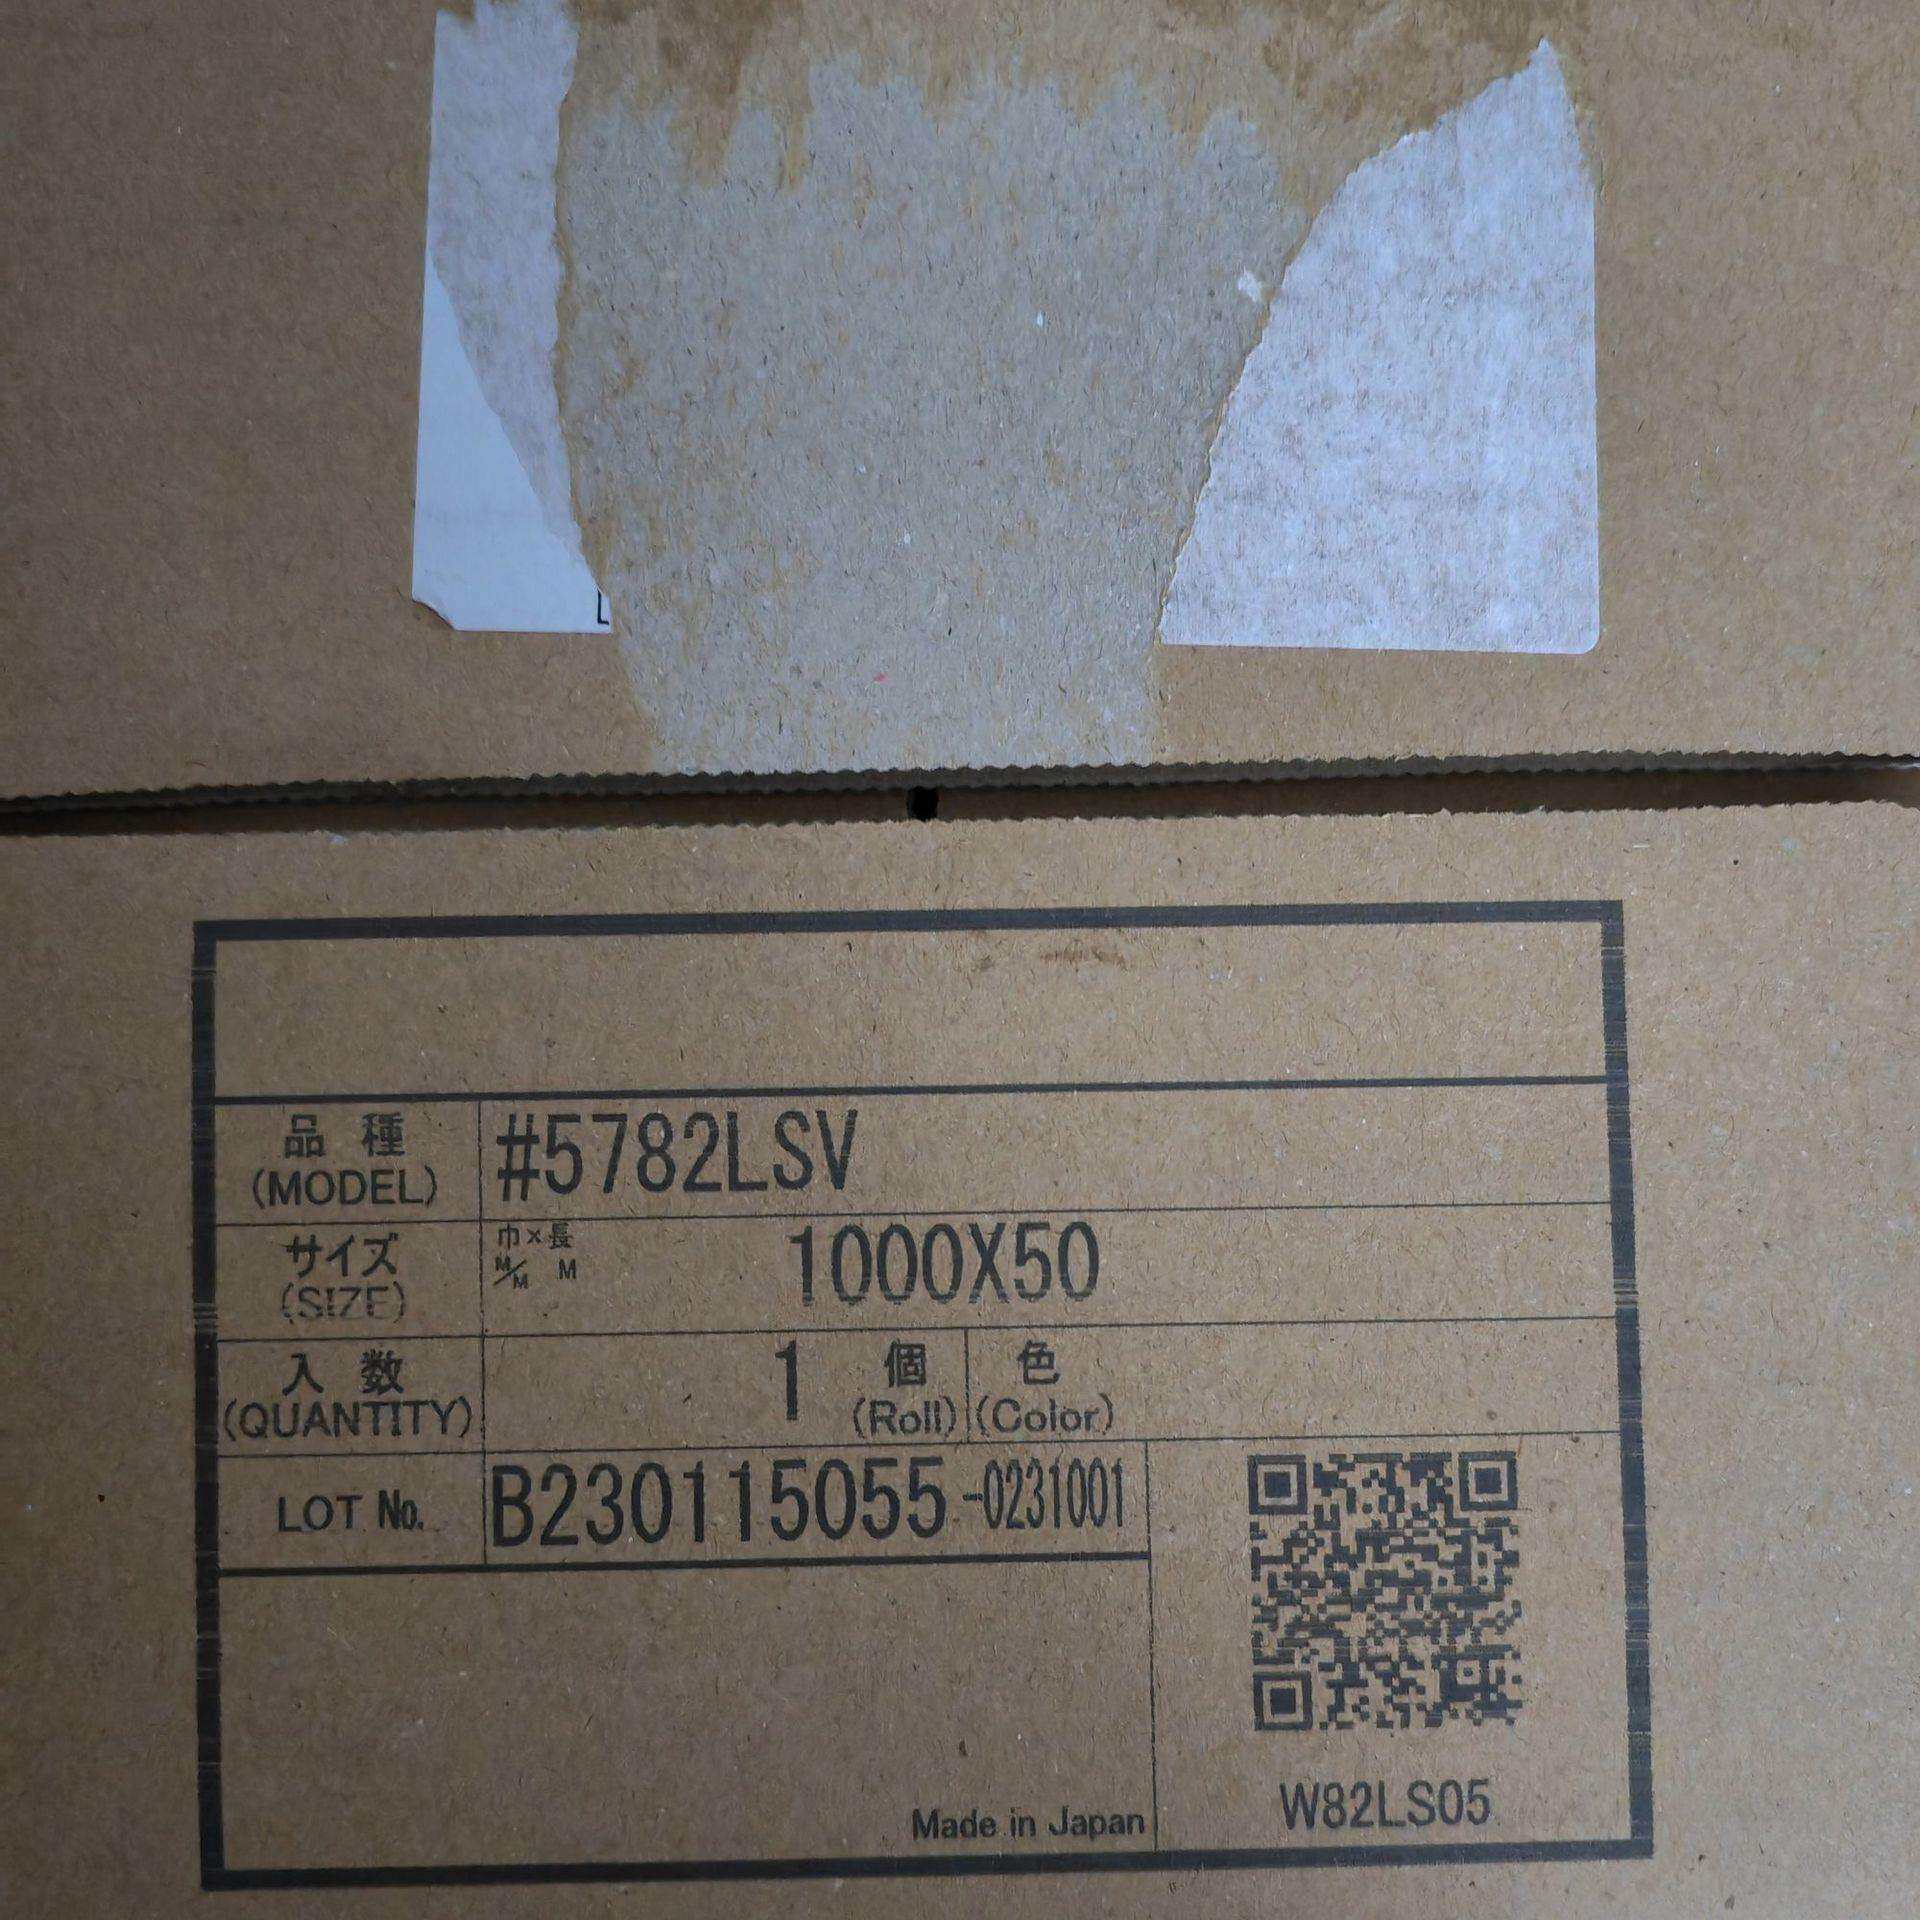 L
品 種
(MODEL)
#5782LSV
サイズ
(SIZE)
巾×長
M/M M
1000X50
入 数
(QUANTITY)
1
個
(Roll)
色
(Color)
LOT No.
B230115055-0231001
Made in Japan
W82LS05